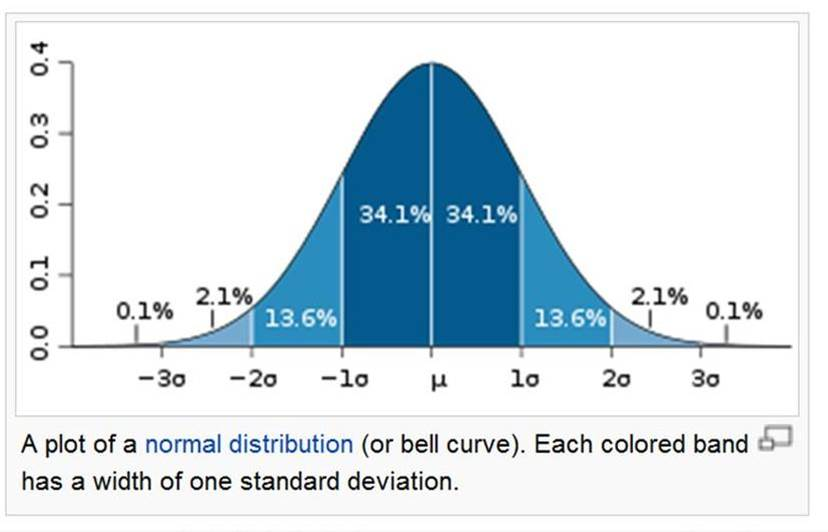 0.4
0.3
0.2
0.1
0.0
34.1% 34.1%
0.1% 2.1% 13.6% 13.6% 2.1% 0.1%
−3σ −2σ −1σ μ 1σ 2σ 3σ
A plot of a normal distribution (or bell curve). Each colored band
has a width of one standard deviation.